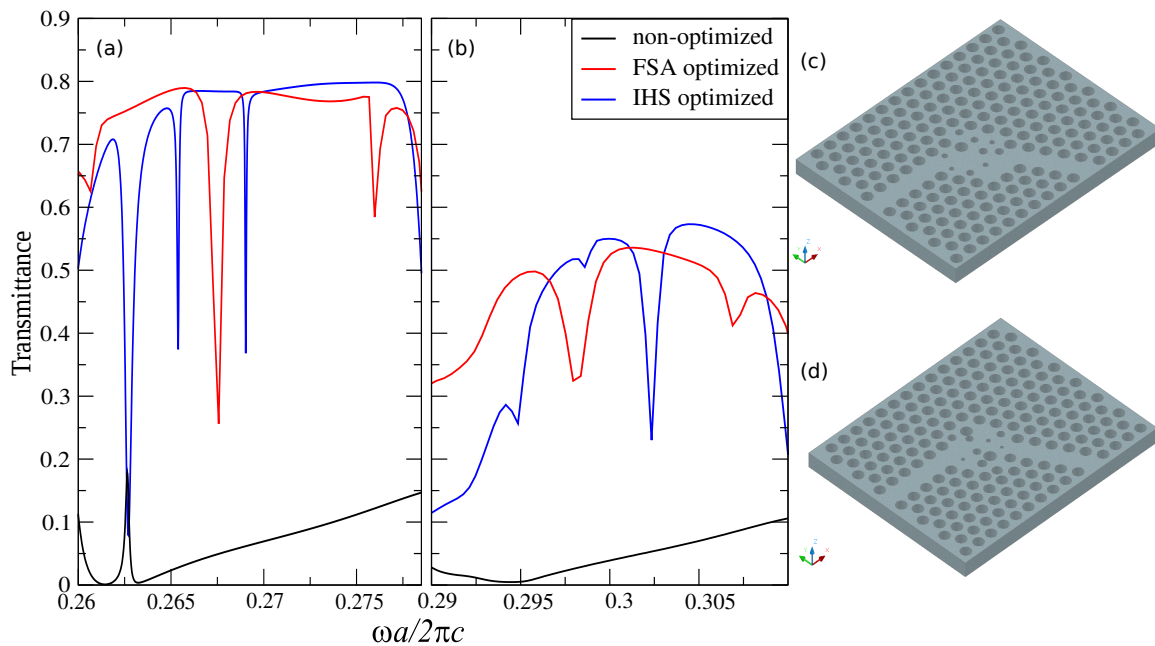 0.9
0.8
0.7
0.6
0.5
0.4
0.3
0.2
0.1
0
Transmittance
(a)
0.26
0.265
0.27
0.275
(b)
non-optimized
FSA optimized
IHS optimized
0.29
0.295
0.3
0.305
ωa/2πc
(c)
(d)